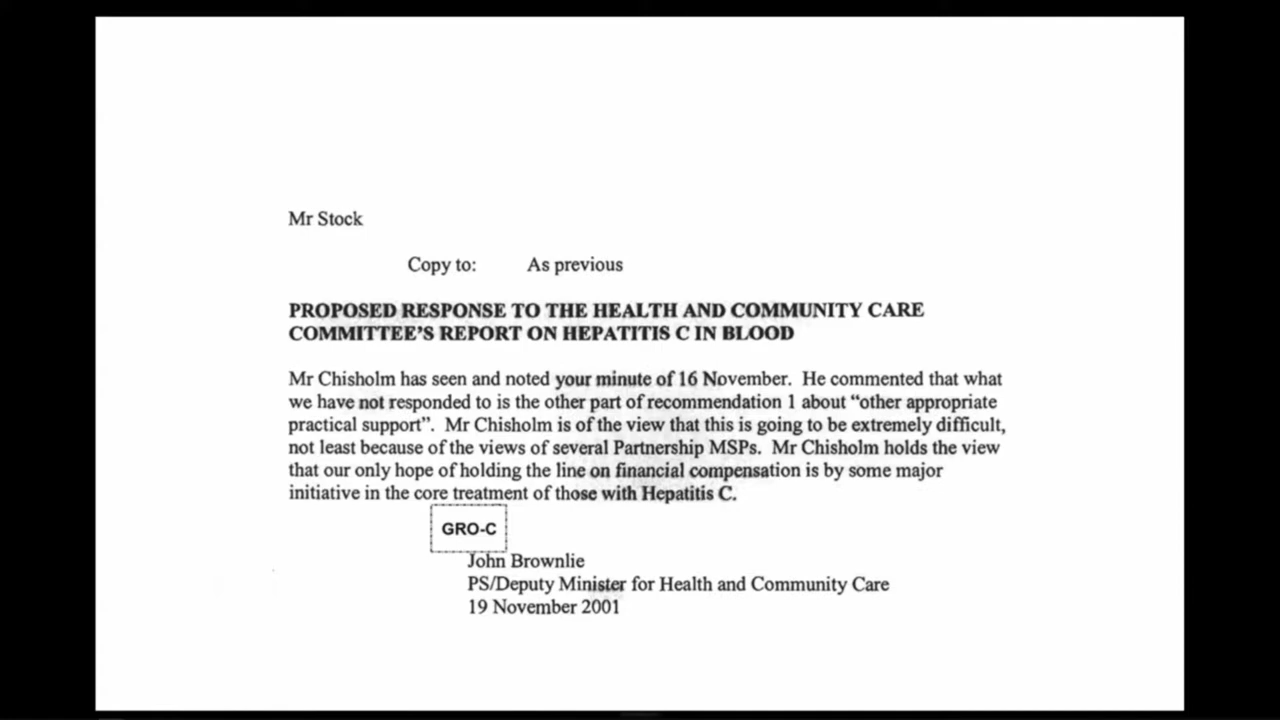 Mr Stock
Copy to: As previous
PROPOSED RESPONSE TO THE HEALTH AND COMMUNITY CARE
COMMITTEE'S REPORT ON HEPATITIS C IN BLOOD
Mr Chisholm has seen and noted your minute of 16 November. He commented that what
we have not responded to is the other part of recommendation 1 about “other appropriate
practical support”. Mr Chisholm is of the view that this is going to be extremely difficult,
not least because of the views of several Partnership MSPs. Mr Chisholm holds the view
that our only hope of holding the line on financial compensation is by some major
initiative in the core treatment of those with Hepatitis C.
GRO-C
John Brownlie
PS/Deputy Minister for Health and Community Care
19 November 2001